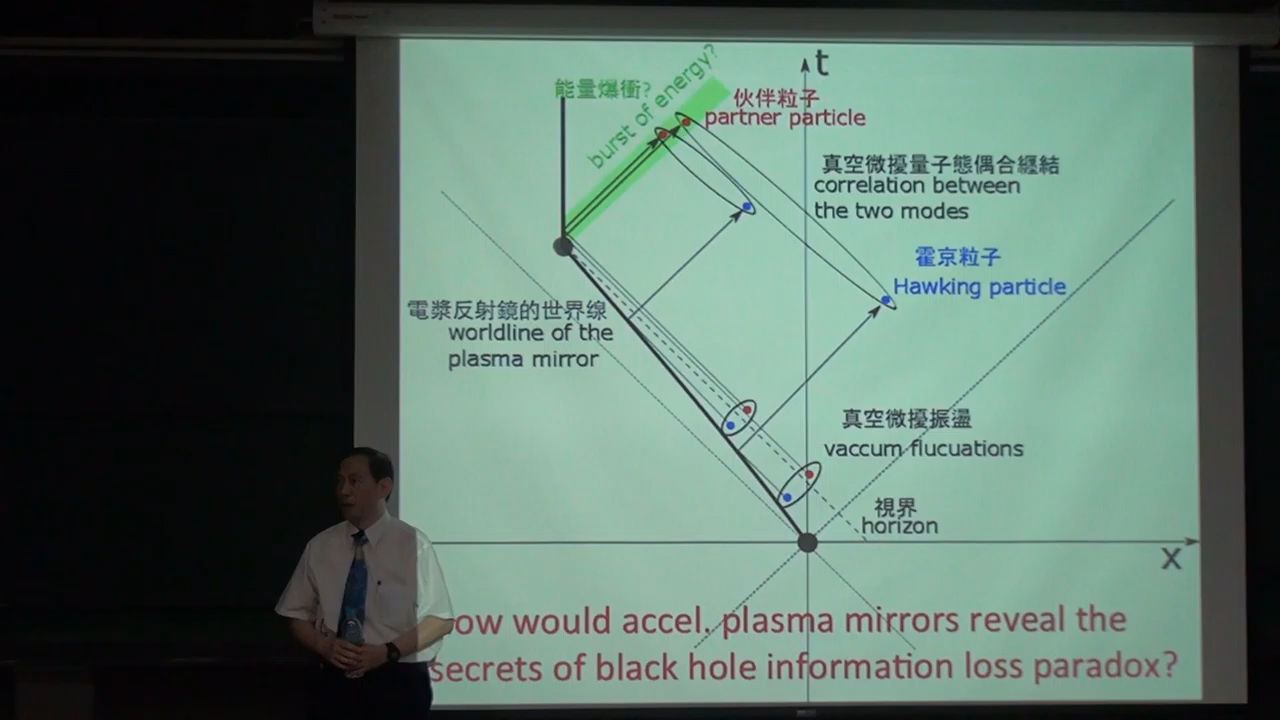 t
能量爆衝?
burst of energy?
伙伴粒子
partner particle
真空微擾量子態偶合纏結
correlation between
the two modes
霍京粒子
Hawking particle
電漿反射鏡的世界线
worldline of the
plasma mirror
真空微擾振盪
vaccum flucuations
視界
horizon
x
ow would accel. plasma mirrors reveal the
secrets of black hole information loss paradox?